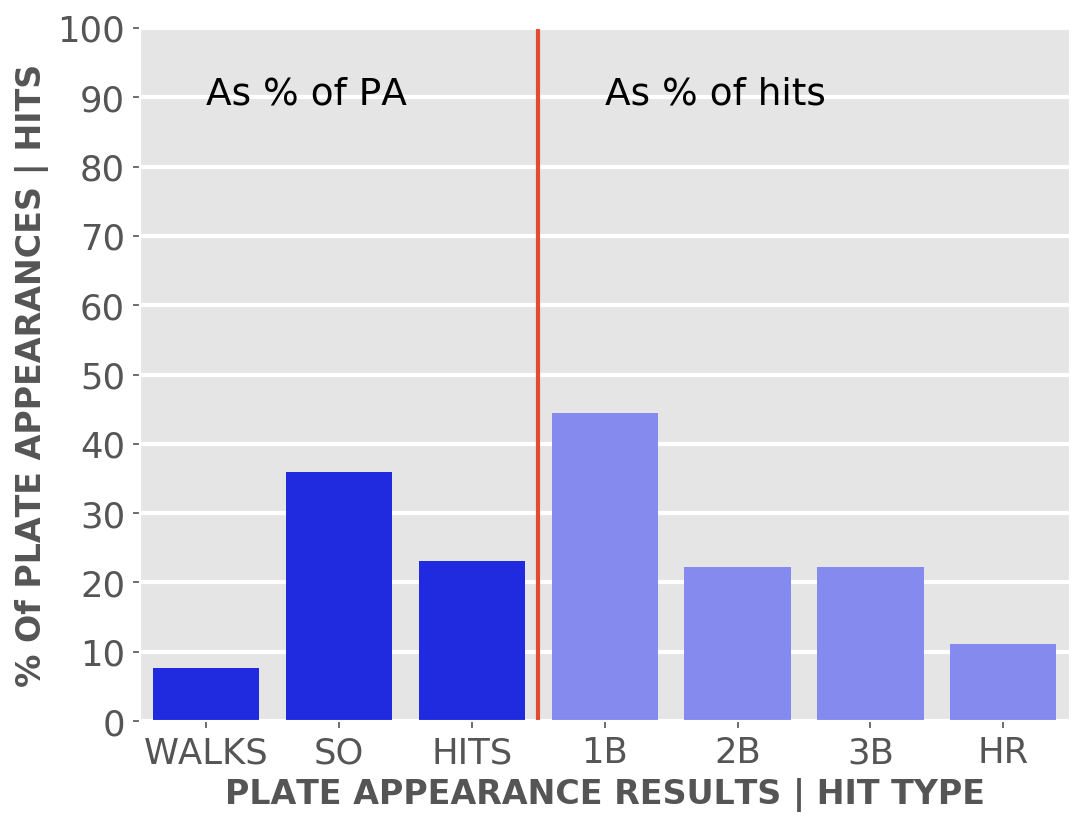 % Of PLATE APPEARANCES | HITS
100
90
80
70
60
50
40
30
20
10
0
As % of PA
As % of hits
WALKS SO HITS 1B 2B 3B HR
PLATE APPEARANCE RESULTS | HIT TYPE